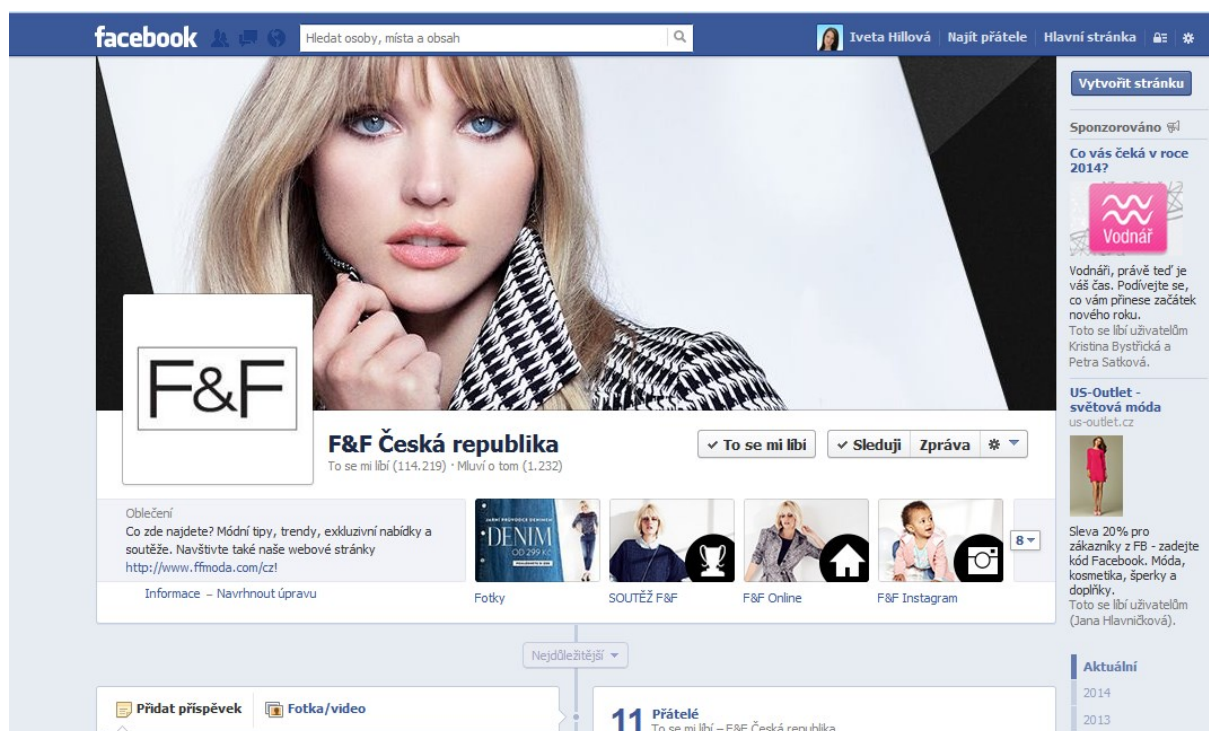 facebook
Hledat osoby, místa a obsah
Iveta Hillová
Najít přátele
Hlavní stránka
F&F
F&F Česká republika
To se mi líbí (114.219) · Mluví o tom (1.232)
To se mi líbí
Sleduji
Zpráva
Oblečení
Co zde najdete? Módní tipy, trendy, exkluzivní nabídky a
soutěže. Navštivte také naše webové stránky
http://www.ffmoda.com/cz!
Informace – Navrhnout úpravu
JARNÍ PRŮVODCE DENIMEM
DENIM
OD 299 Kč
Fotky
SOUTĚŽ F&F
F&F Online
F&F Instagram
8
Nejdůležitější
Přidat příspěvek
Fotka/video
11 Přátelé
To se mi líbí – F&F Česká republika
Vytvořit stránku
Sponzorováno
Co vás čeká v roce
2014?
Vodnář
Vodnáři, právě teď je
váš čas. Podívejte se,
co vám přinese začátek
nového roku.
Toto se líbí uživatelům
Kristina Bystřická a
Petra Satková.
US-Outlet -
světová móda
us-outlet.cz
Sleva 20% pro
zákazníky z FB - zadejte
kód Facebook. Móda,
kosmetika, šperky a
doplňky.
Toto se líbí uživatelům
(Jana Hlavničková).
Aktuální
2014
2013